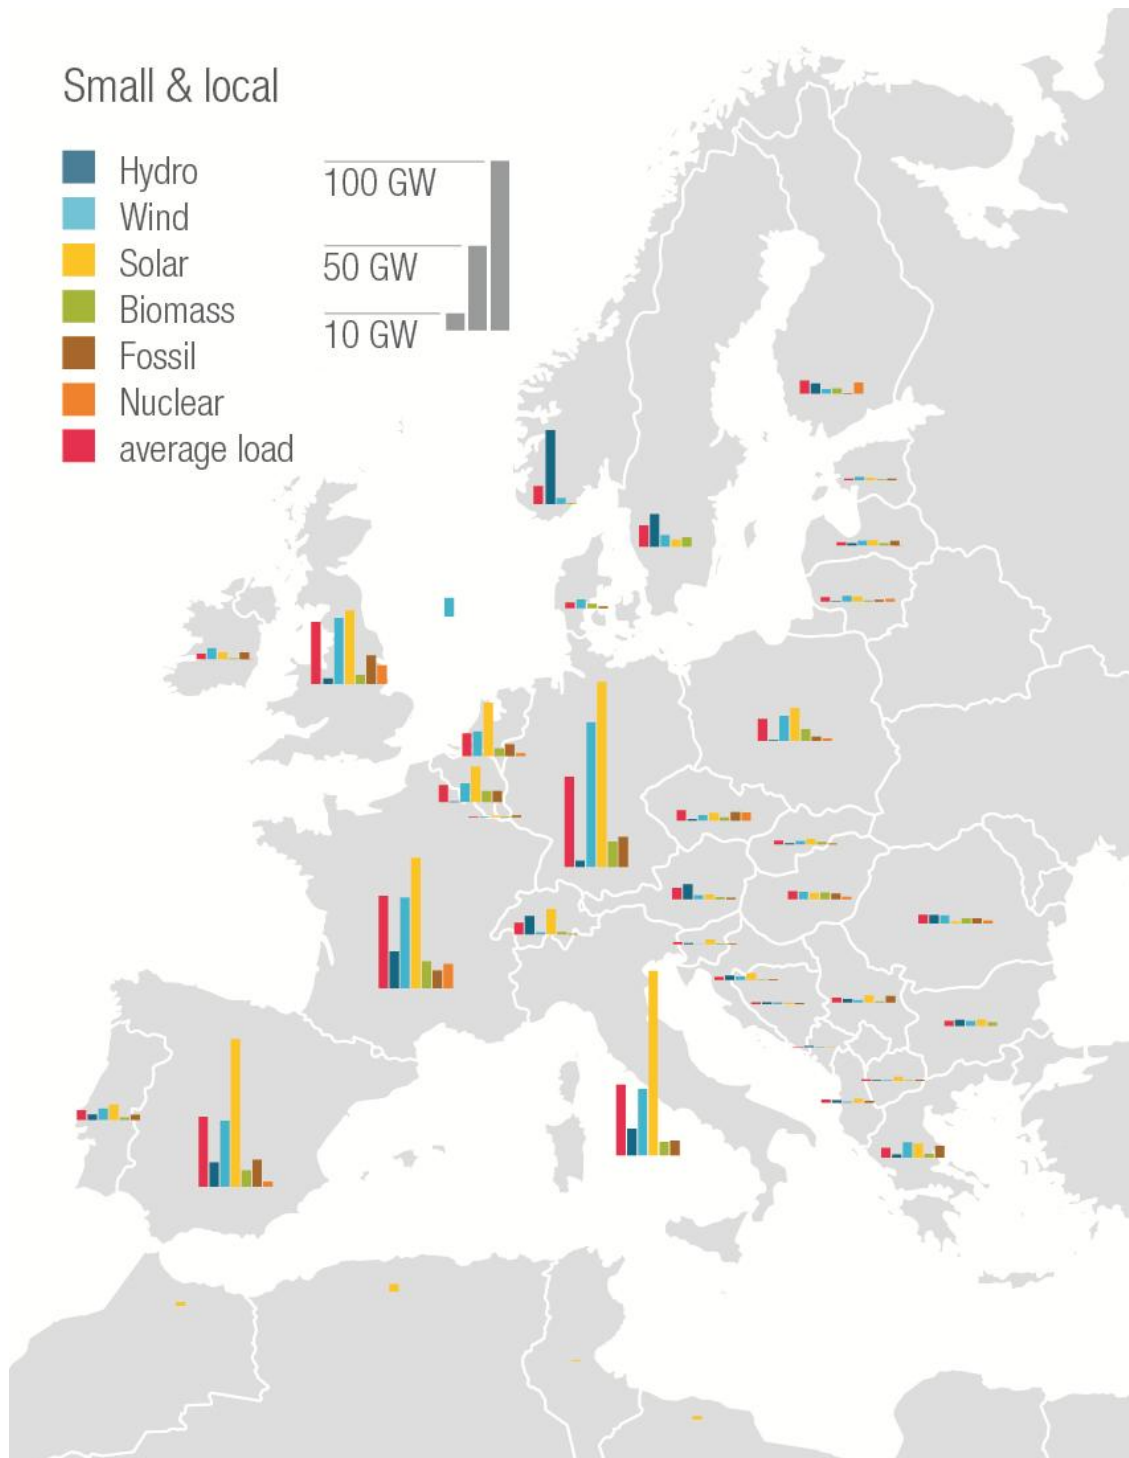 Small & local
Hydro
Wind
Solar
Biomass
Fossil
Nuclear
average load
100 GW
50 GW
10 GW